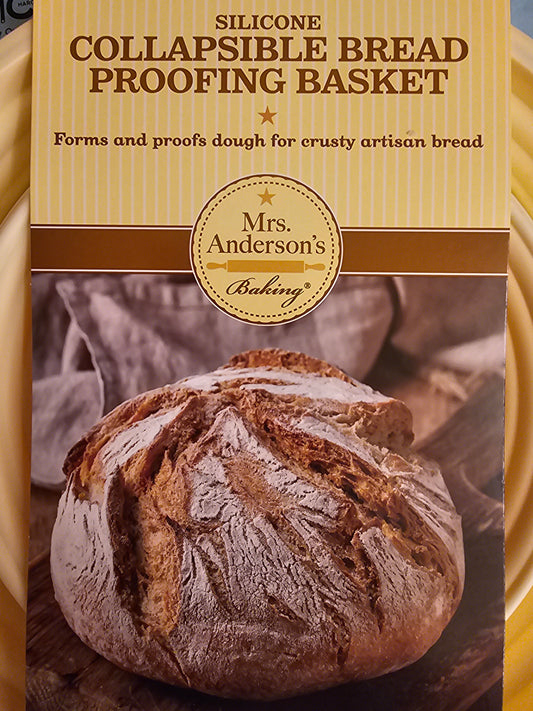 SILICONE
COLLAPSIBLE BREAD
PROOFING BASKET
Forms and proofs dough for crusty artisan bread
Mrs.
Anderson's
Baking®